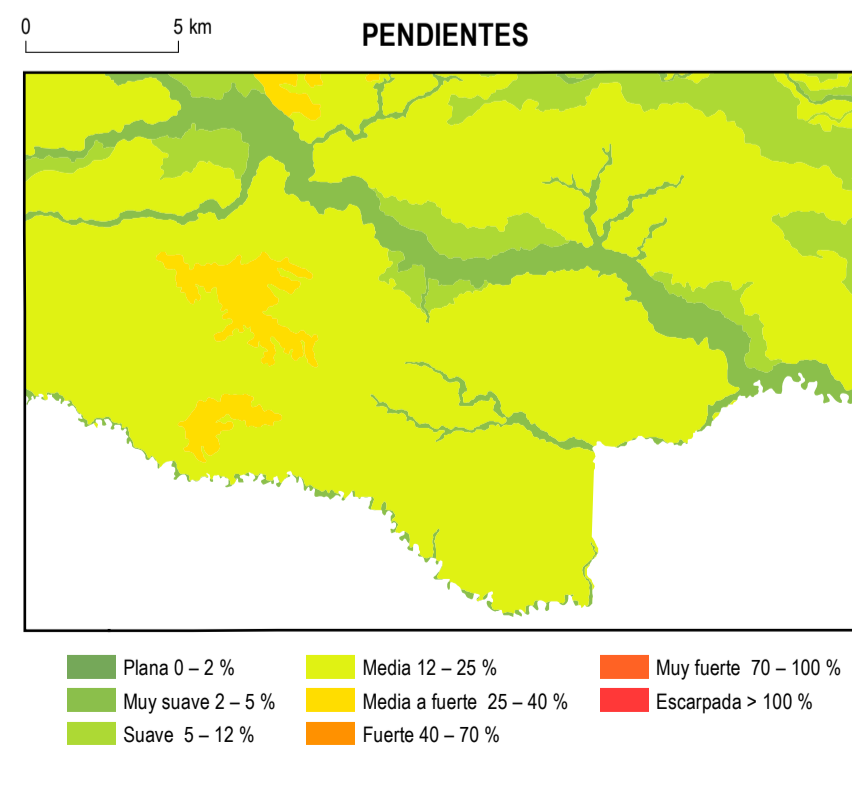 0 5 km
PENDIENTES
Plana 0 – 2 %
Muy suave 2 – 5 %
Suave 5 – 12 %
Media 12 – 25 %
Media a fuerte 25 – 40 %
Fuerte 40 – 70 %
Muy fuerte 70 – 100 %
Escarpada > 100 %